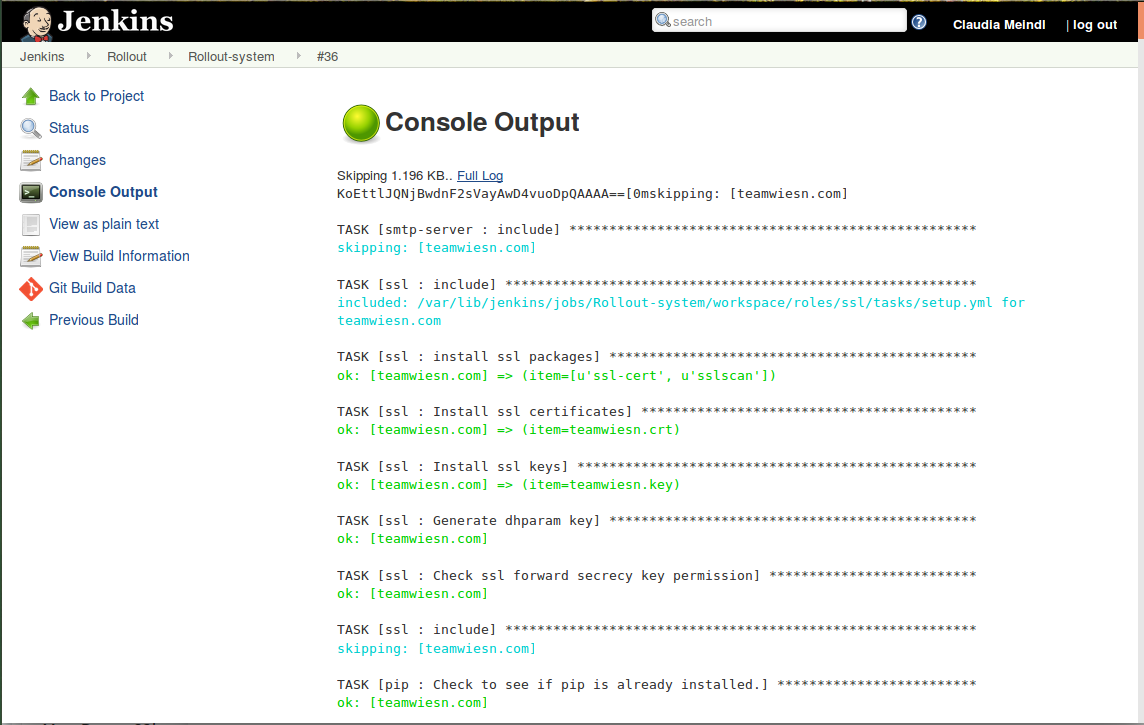 Jenkins
search
Claudia Meindl | log out
Jenkins Rollout Rollout-system #36
Back to Project
Status
Changes
Console Output
View as plain text
View Build Information
Git Build Data
Previous Build
Console Output
Skipping 1.196 KB.. Full Log
KoEttlJQNjBwdnF2sVayAwD4vuoDpQAAAA==[0mskipping: [teamwiesn.com]
TASK [smtp-server : include] ***************************************************
skipping: [teamwiesn.com]
TASK [ssl : include] ***********************************************************
included: /var/lib/jenkins/jobs/Rollout-system/workspace/roles/ssl/tasks/setup.yml for
teamwiesn.com
TASK [ssl : install ssl packages] **********************************************
ok: [teamwiesn.com] => (item=[u'ssl-cert', u'sslscan'])
TASK [ssl : Install ssl certificates] ******************************************
ok: [teamwiesn.com] => (item=teamwiesn.crt)
TASK [ssl : Install ssl keys] **************************************************
ok: [teamwiesn.com] => (item=teamwiesn.key)
TASK [ssl : Generate dhparam key] **********************************************
ok: [teamwiesn.com]
TASK [ssl : Check ssl forward secrecy key permission] **************************
ok: [teamwiesn.com]
TASK [ssl : include] ***********************************************************
skipping: [teamwiesn.com]
TASK [pip : Check to see if pip is already installed.] *************************
ok: [teamwiesn.com]